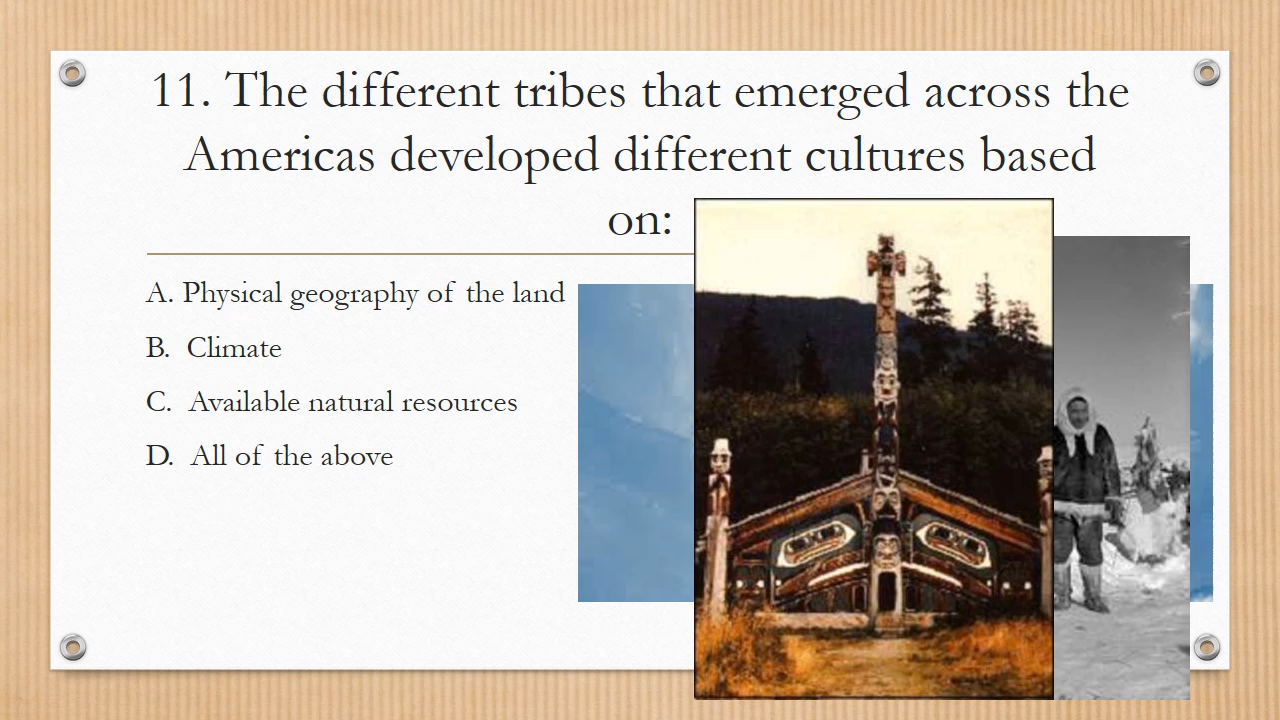 11. The different tribes that emerged across the
Americas developed different cultures based
on:
A. Physical geography of the land
B. Climate
C. Available natural resources
D. All of the above